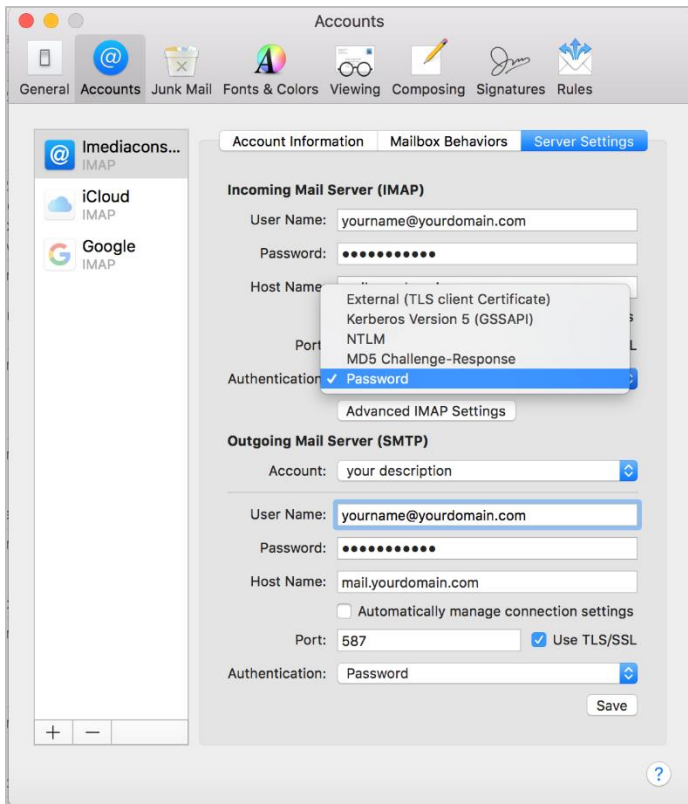 Accounts
General Accounts Junk Mail Fonts & Colors Viewing Composing Signatures Rules
Imediacons...
IMAP
iCloud
IMAP
Google
IMAP
Account Information Mailbox Behaviors Server Settings
Incoming Mail Server (IMAP)
User Name: yourname@yourdomain.com
Password: •••••••••••
Host Name
External (TLS client Certificate)
Kerberos Version 5 (GSSAPI)
NTLM
Port
MD5 Challenge-Response
Authentication ✓ Password
Advanced IMAP Settings
Outgoing Mail Server (SMTP)
Account: your description
User Name: yourname@yourdomain.com
Password: •••••••••••
Host Name: mail.yourdomain.com
Automatically manage connection settings
Port: 587 Use TLS/SSL
Authentication: Password
Save
+ −
?